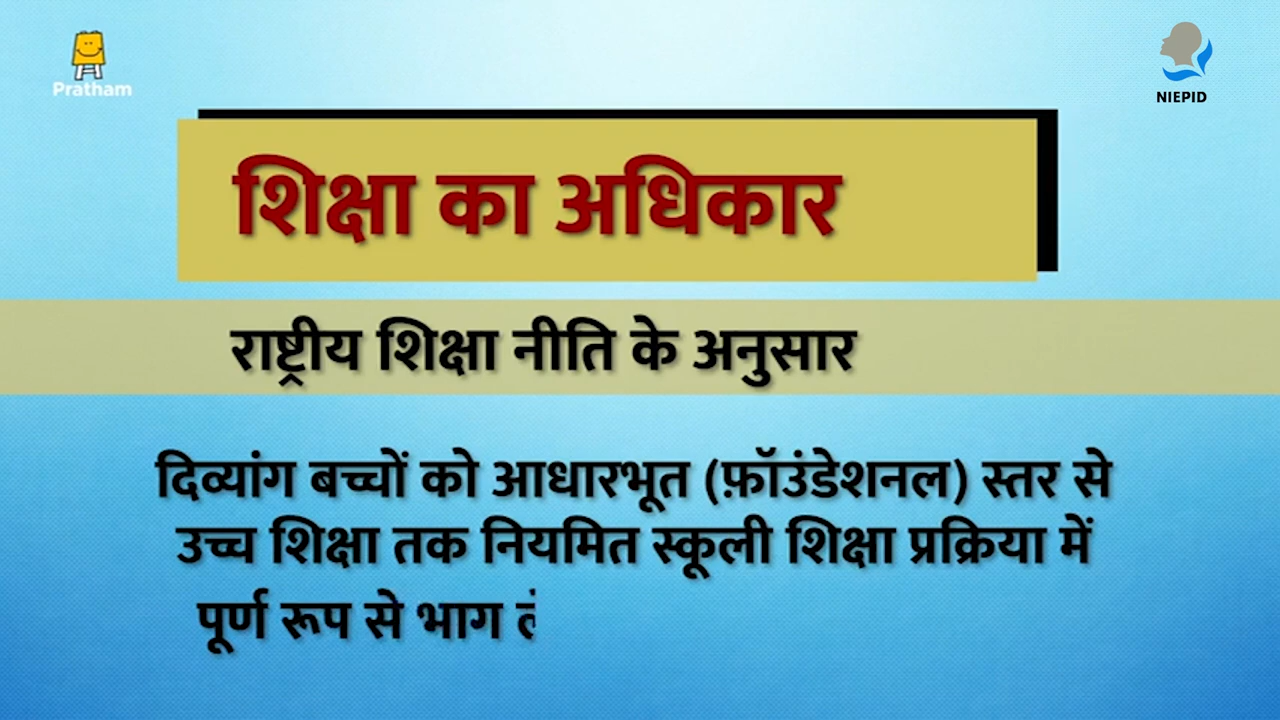 Pratham
NIEPID
शिक्षा का अधिकार
राष्ट्रीय शिक्षा नीति के अनुसार
दिव्यांग बच्चों को आधारभूत (फ़ॉउंडेशनल) स्तर से
उच्च शिक्षा तक नियमित स्कूली शिक्षा प्रक्रिया में
पूर्ण रूप से भाग